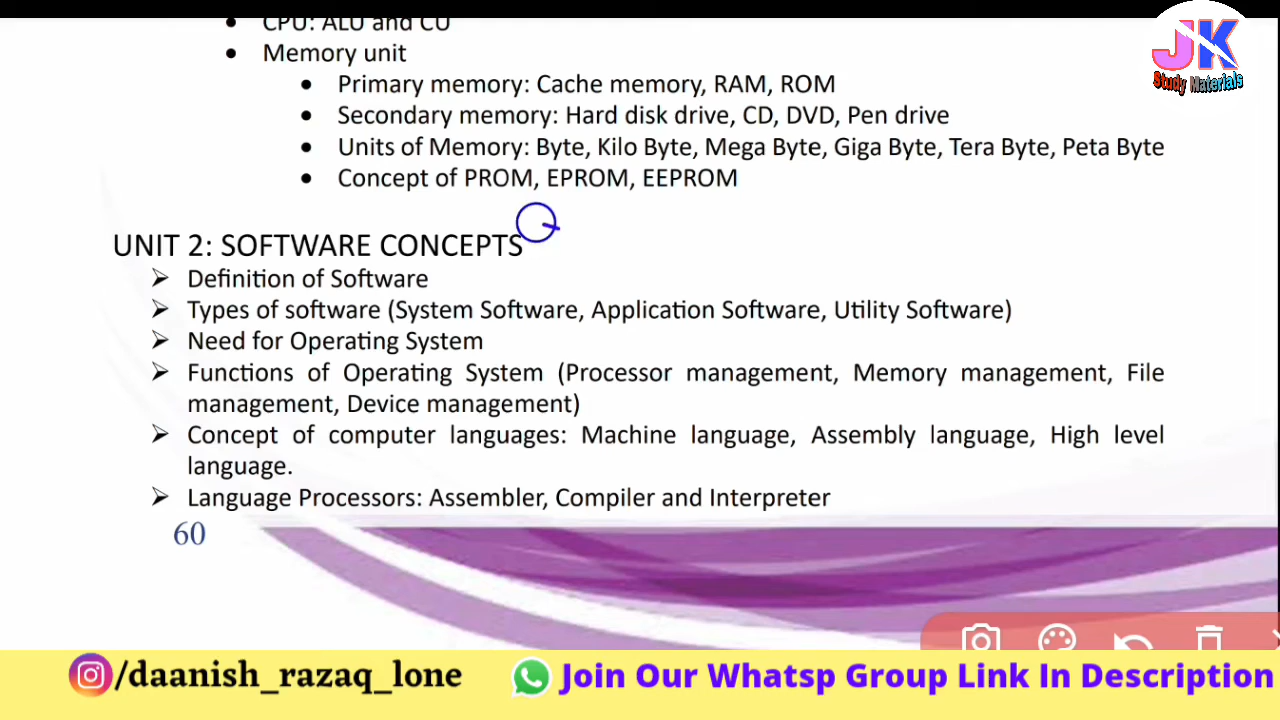 • CPU: ALU and CU
• Memory unit
• Primary memory: Cache memory, RAM, ROM
• Secondary memory: Hard disk drive, CD, DVD, Pen drive
• Units of Memory: Byte, Kilo Byte, Mega Byte, Giga Byte, Tera Byte, Peta Byte
• Concept of PROM, EPROM, EEPROM
JK
Study Materials
UNIT 2: SOFTWARE CONCEPTS
➢ Definition of Software
➢ Types of software (System Software, Application Software, Utility Software)
➢ Need for Operating System
➢ Functions of Operating System (Processor management, Memory management, File
management, Device management)
➢ Concept of computer languages: Machine language, Assembly language, High level
language.
➢ Language Processors: Assembler, Compiler and Interpreter
60
/daanish_razaq_lone Join Our Whatsp Group Link In Description